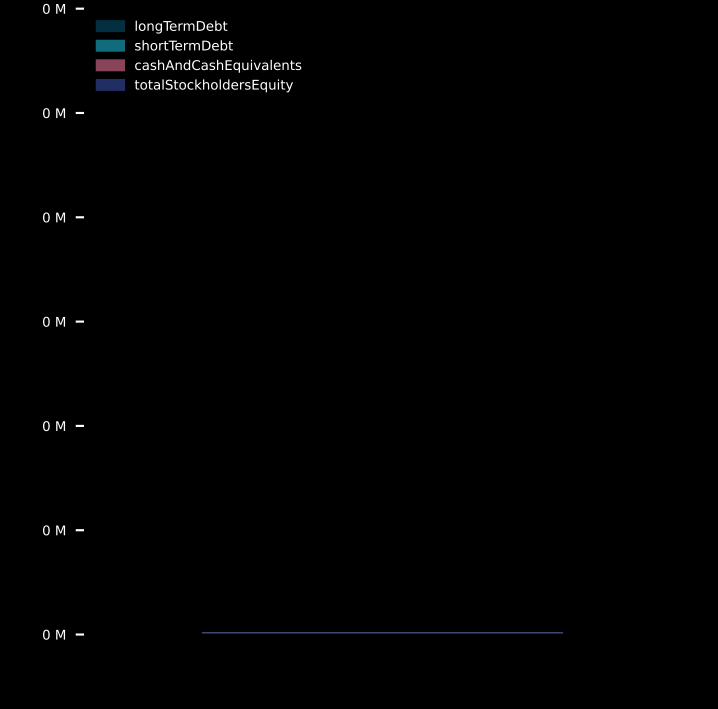 0 M
longTermDebt
shortTermDebt
cashAndCashEquivalents
totalStockholdersEquity
0 M
0 M
0 M
0 M
0 M
0 M